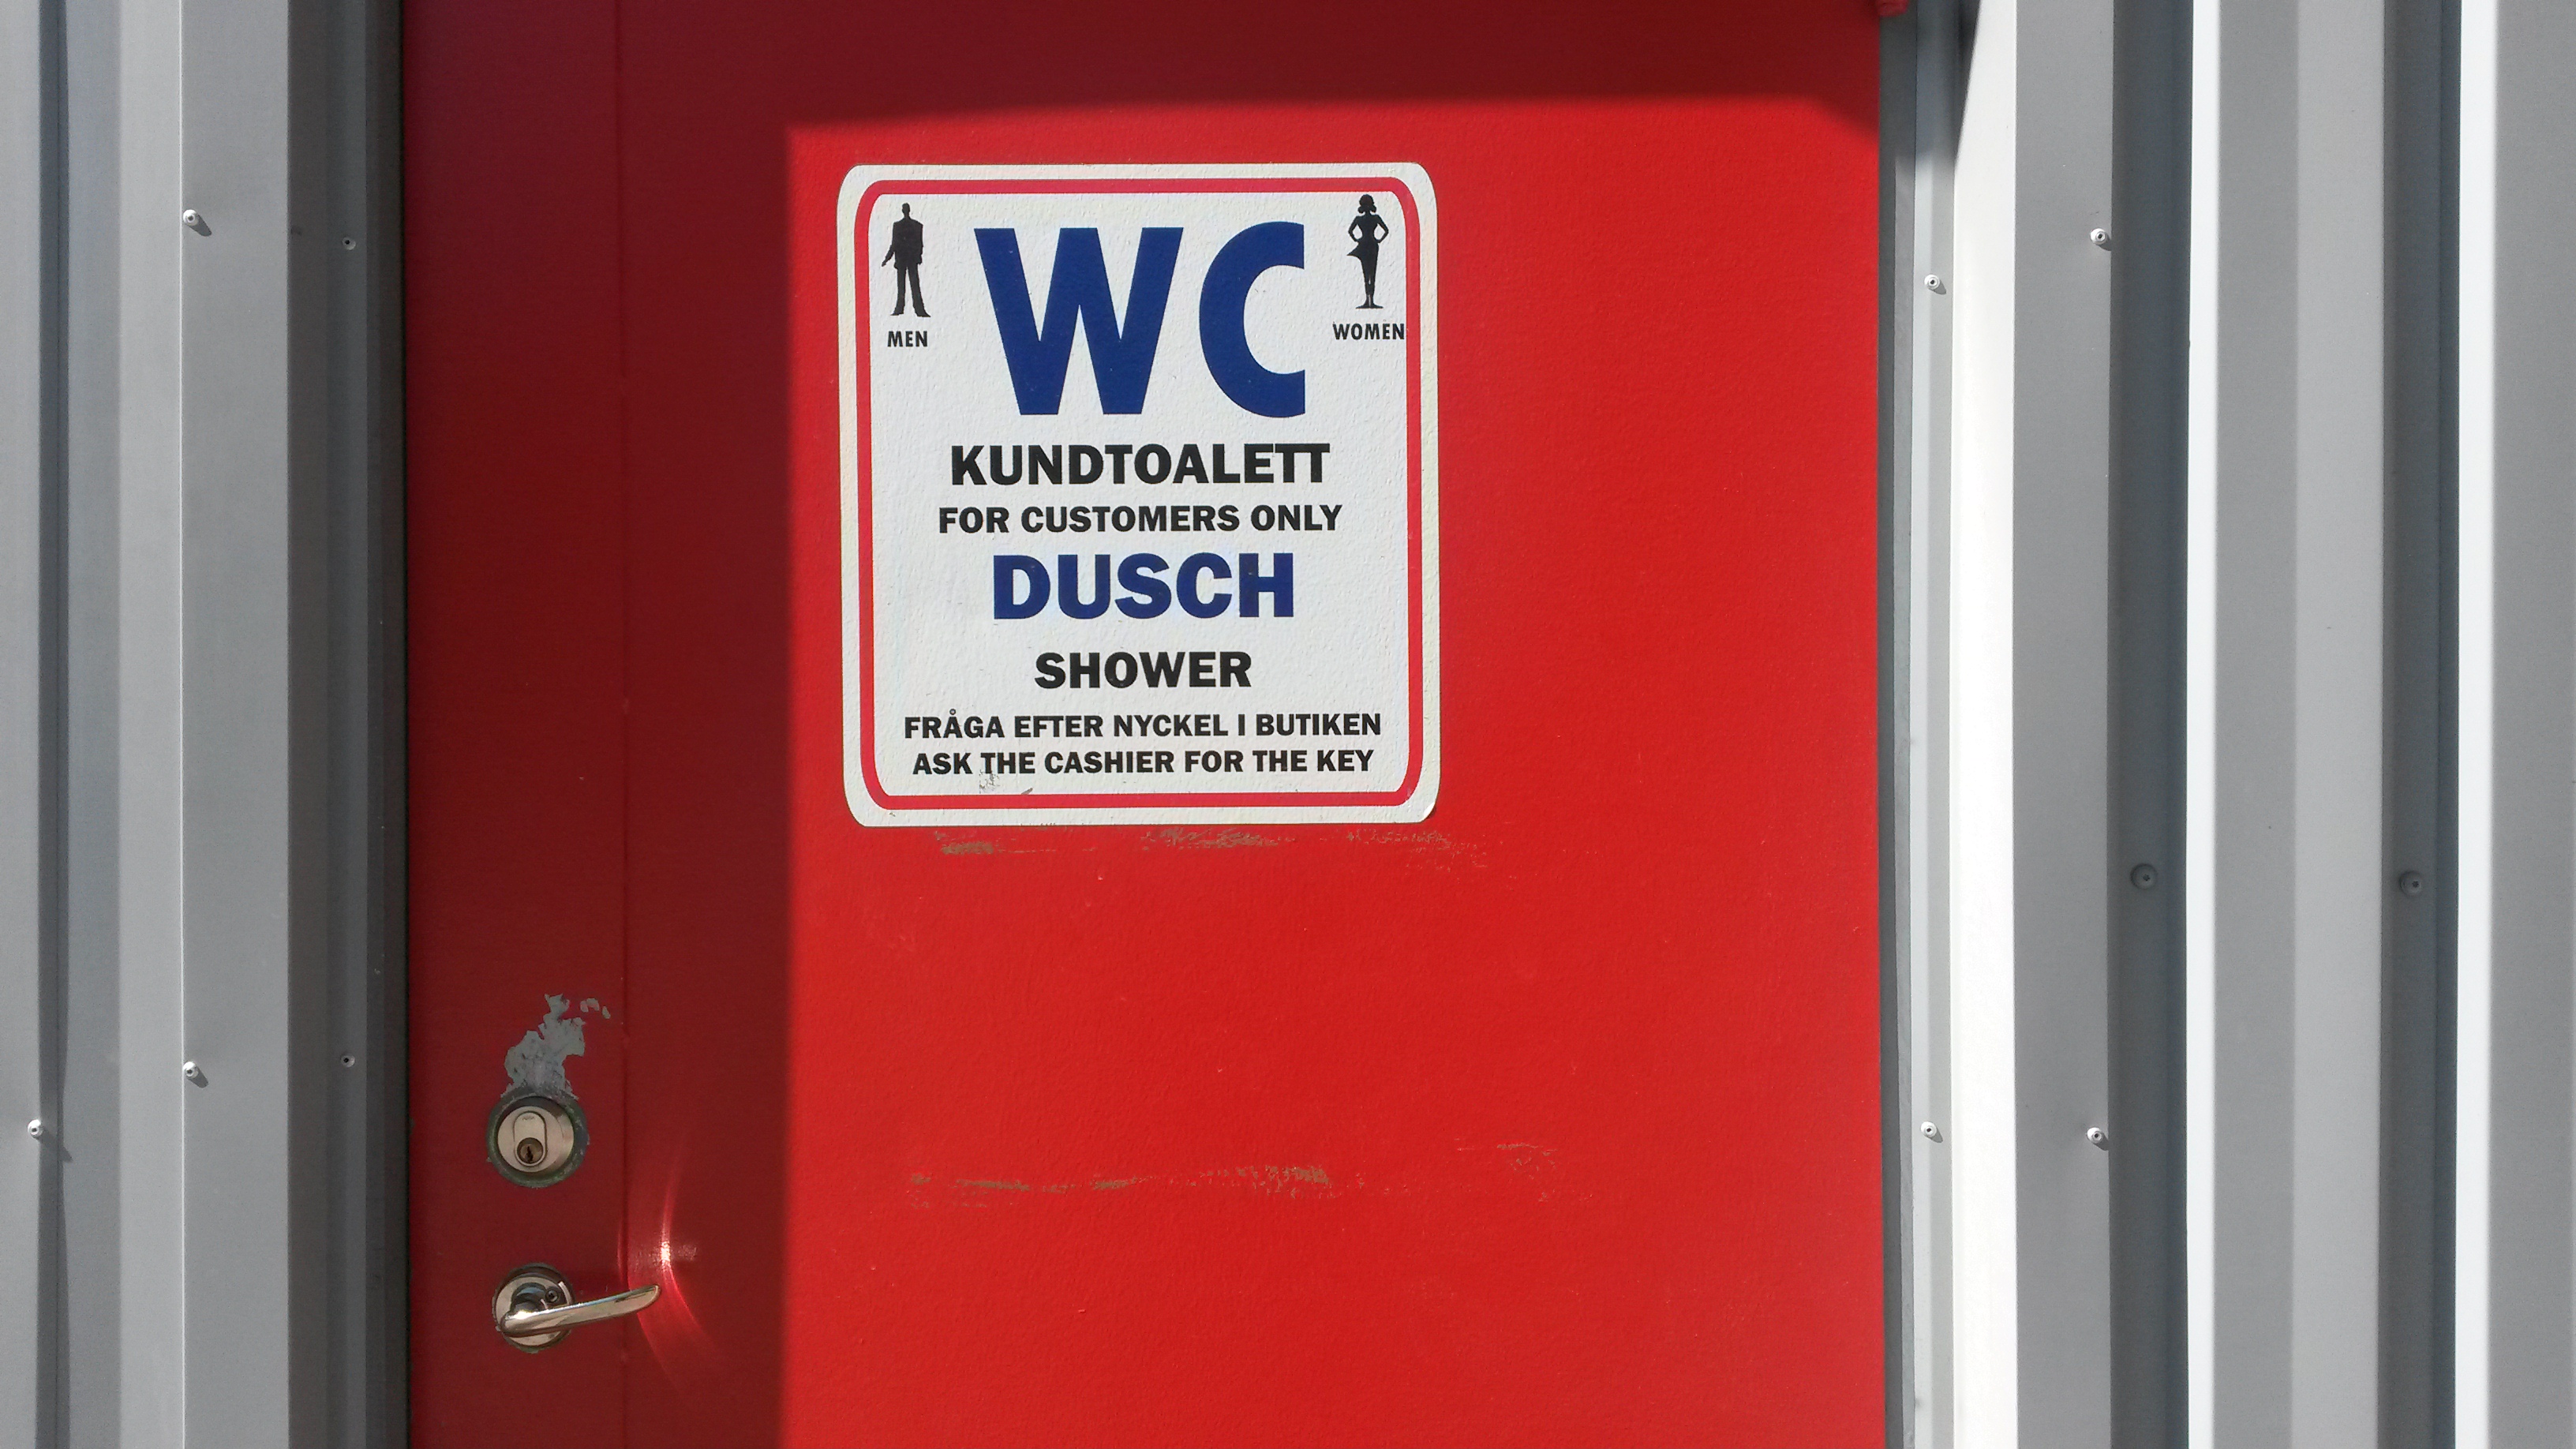 WC
MEN
WOMEN
KUNDTOALETT
FOR CUSTOMERS ONLY
DUSCH
SHOWER
FRÅGA EFTER NYCKEL I BUTIKEN
ASK THE CASHIER FOR THE KEY